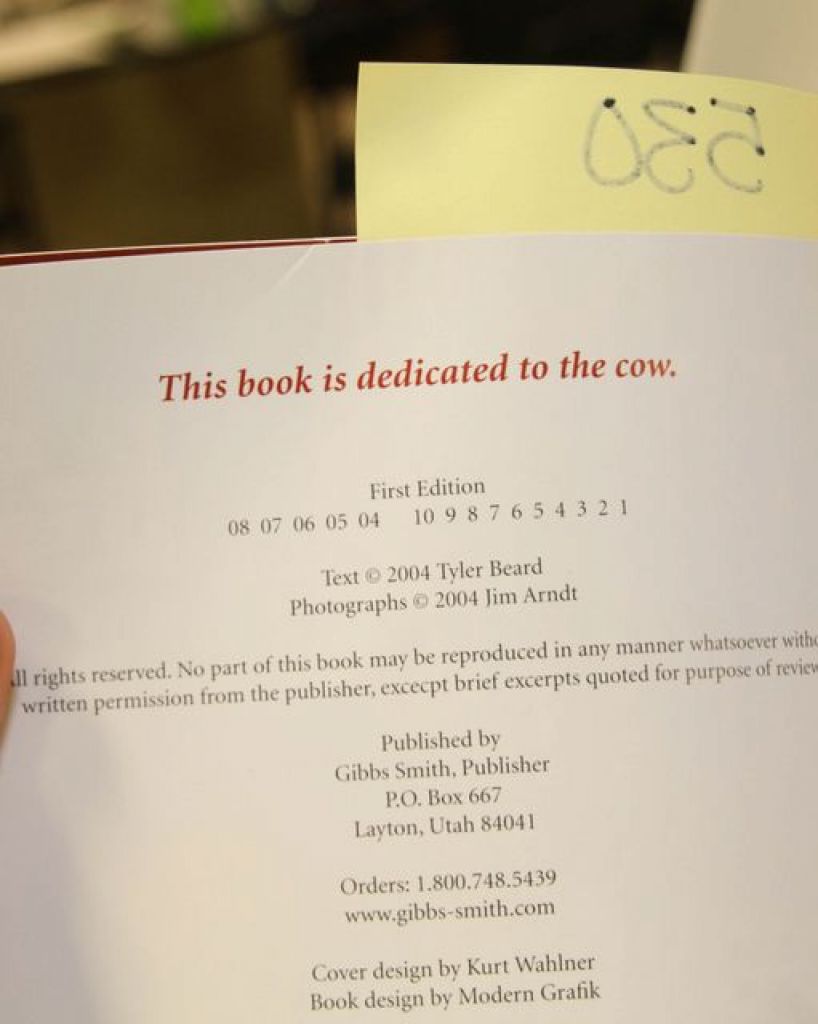 530
This book is dedicated to the cow.
First Edition
08 07 06 05 04 10 9 8 7 6 5 4 3 2 1
Text © 2004 Tyler Beard
Photographs © 2004 Jim Arndt
ll rights reserved. No part of this book may be reproduced in any manner whatsoever witho
written permission from the publisher, excecpt brief excerpts quoted for purpose of review
Published by
Gibbs Smith, Publisher
P.O. Box 667
Layton, Utah 84041
Orders: 1.800.748.5439
www.gibbs-smith.com
Cover design by Kurt Wahlner
Book design by Modern Grafik